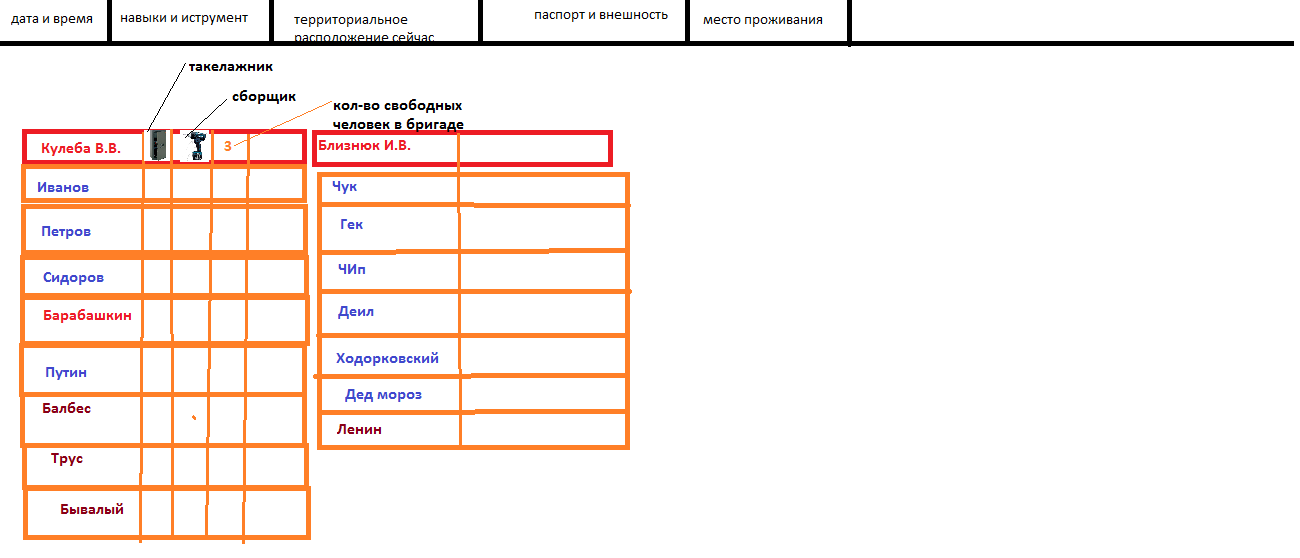 дата и время
навыки и иструмент
территориальное
расположение сейчас
паспорт и внешность
место проживания
такелажник
сборщик
кол-во свободных
человек в бригаде
Кулеба В.В.
3
Иванов
Петров
Сидоров
Барабашкин
Путин
Балбес
Трус
Бывалый
Близнюк И.В.
Чук
Гек
ЧИп
Деил
Ходорковский
Дед мороз
Ленин